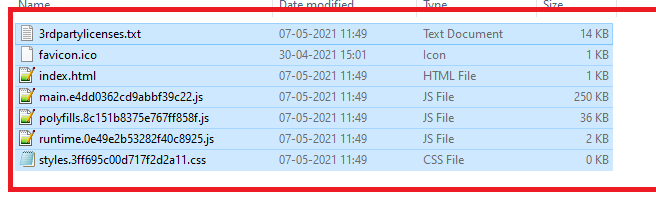 Name Date modified Type Size
3rdpartylicenses.txt 07-05-2021 11:49 Text Document 14 KB
favicon.ico 30-04-2021 15:01 Icon 1 KB
index.html 07-05-2021 11:49 HTML File 1 KB
main.e4dd0362cd9abbf39c22.js 07-05-2021 11:49 JS File 250 KB
polyfills.8c151b8375e767ff858f.js 07-05-2021 11:49 JS File 36 KB
runtime.0e49e2b53282f40c8925.js 07-05-2021 11:49 JS File 2 KB
styles.3ff695c00d717f2d2a11.css 07-05-2021 11:49 CSS File 0 KB